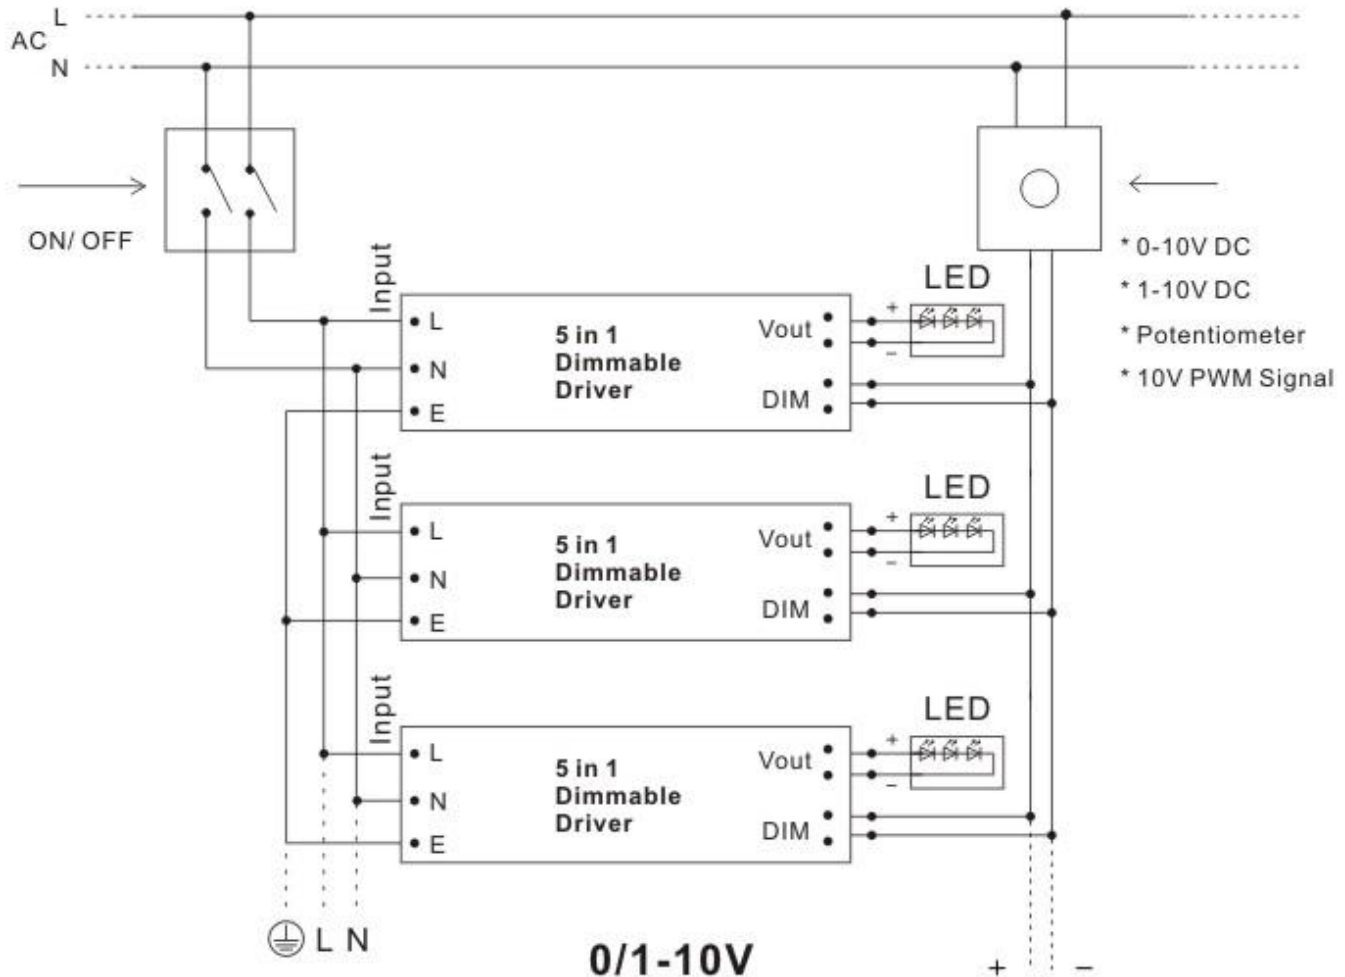 L
AC
N
ON/ OFF
* 0-10V DC
* 1-10V DC
* Potentiometer
* 10V PWM Signal
Input
L
N
E
5 in 1
Dimmable
Driver
Vout
DIM
LED
+
−
Input
L
N
E
5 in 1
Dimmable
Driver
Vout
DIM
LED
+
−
Input
L
N
E
5 in 1
Dimmable
Driver
Vout
DIM
LED
+
−
L N
0/1-10V
+ −